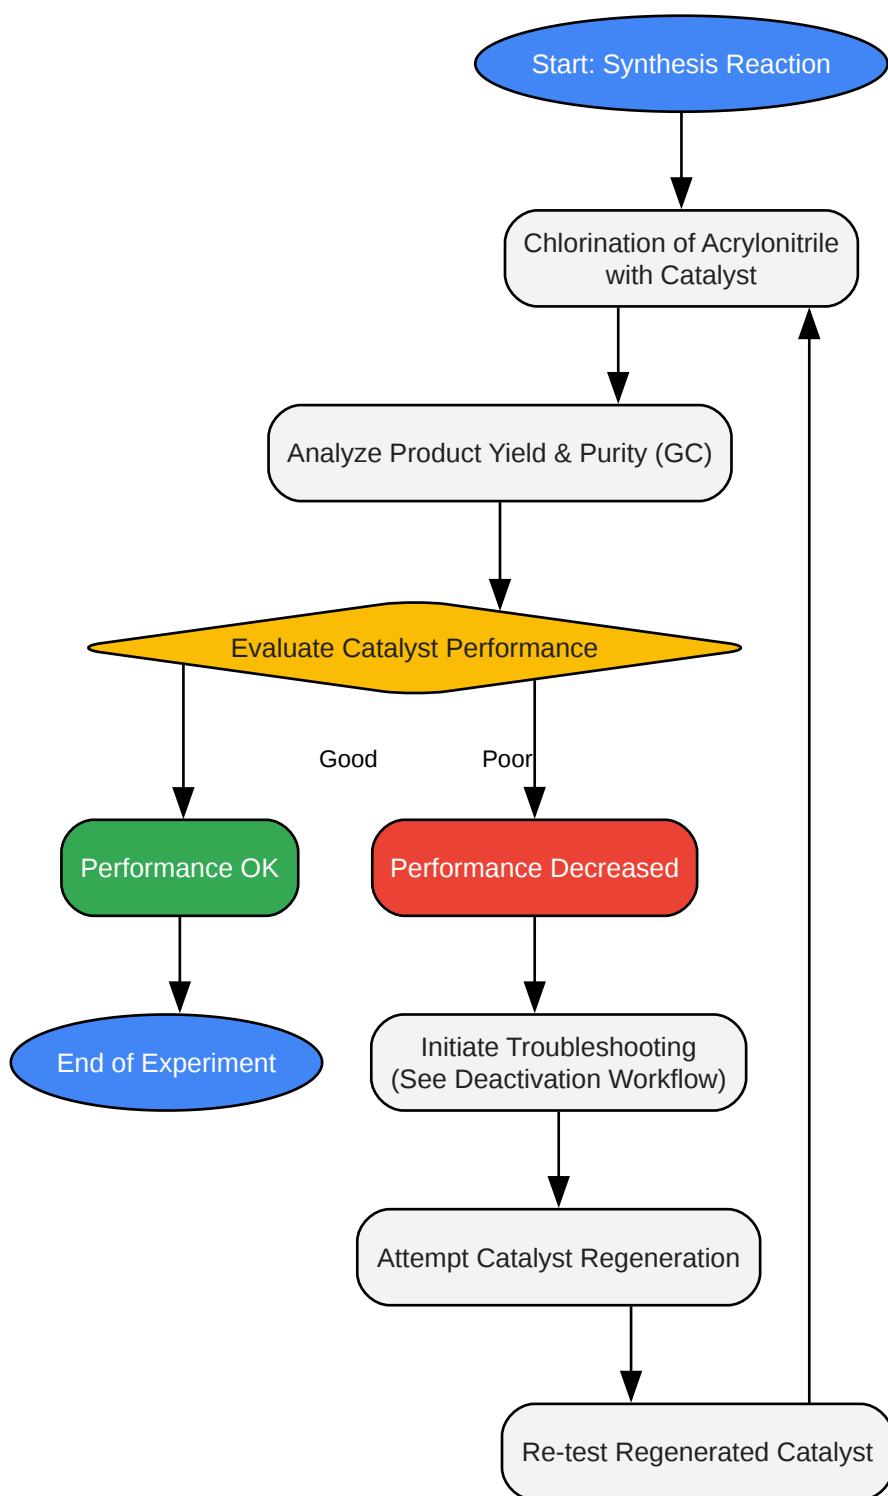 Start: Synthesis Reaction
Chlorination of Acrylonitrile
with Catalyst
Analyze Product Yield & Purity (GC)
Evaluate Catalyst Performance
Good
Poor
Performance OK
Performance Decreased
End of Experiment
Initiate Troubleshooting
(See Deactivation Workflow)
Attempt Catalyst Regeneration
Re-test Regenerated Catalyst